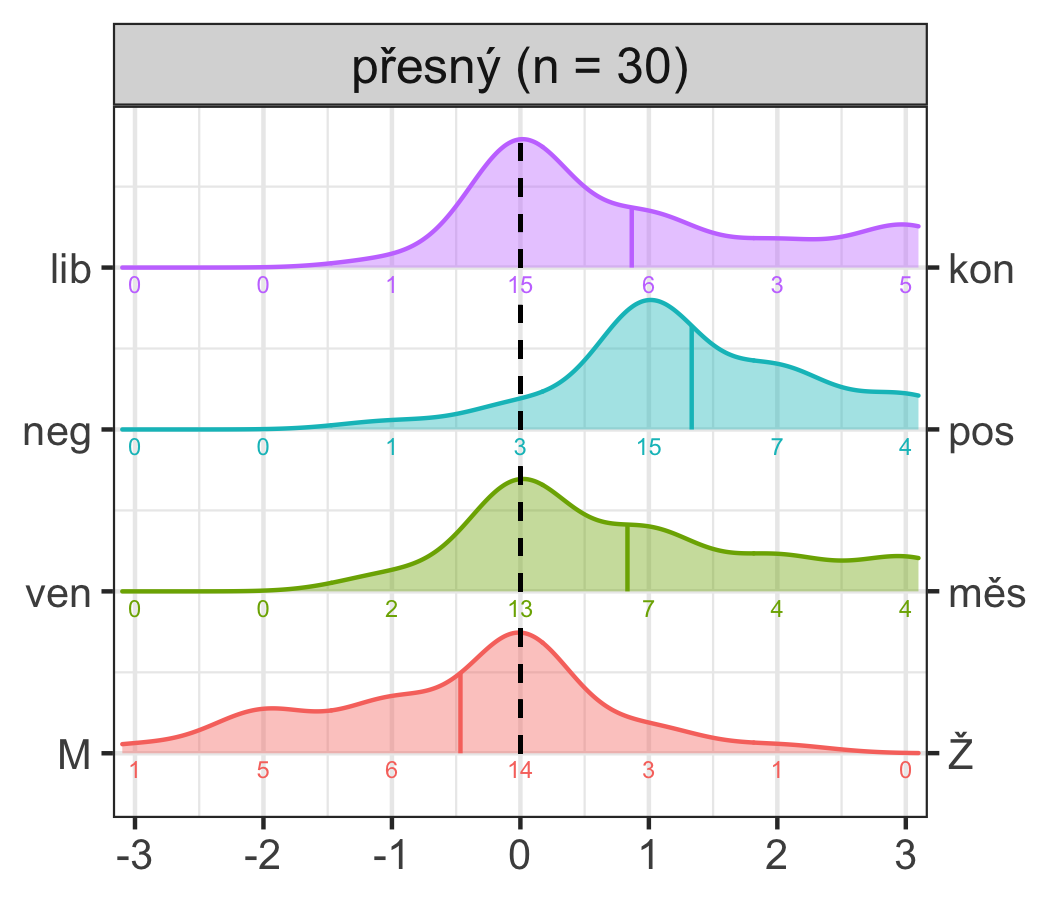 přesný (n = 30)
lib kon
0 0 1 15 6 3 5
neg pos
0 0 1 3 15 7 4
ven měs
0 0 2 13 7 4 4
M Ž
1 5 6 14 3 1 0
-3 -2 -1 0 1 2 3